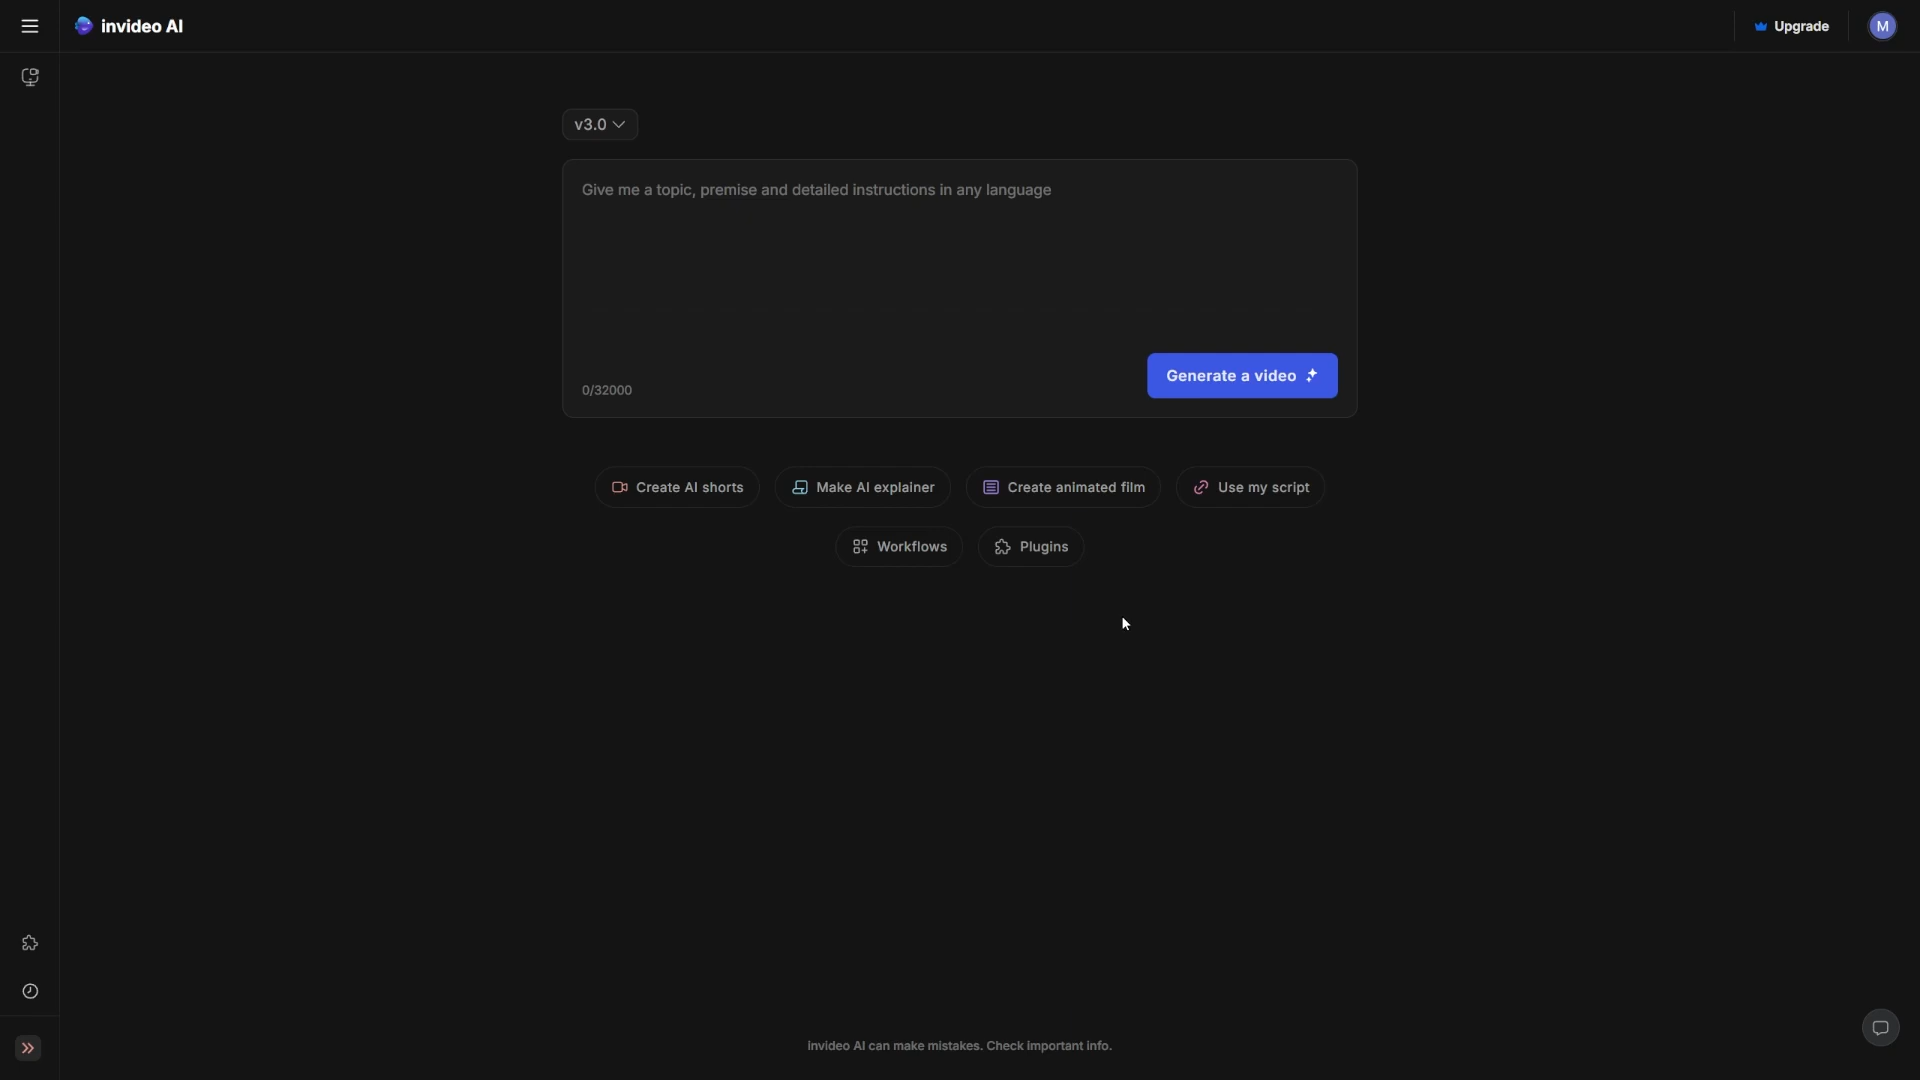 invideo AI
Upgrade
M
v3.0
Give me a topic, premise and detailed instructions in any language
0/32000
Generate a video
Create AI shorts
Make AI explainer
Create animated film
Use my script
Workflows
Plugins
invideo AI can make mistakes. Check important info.